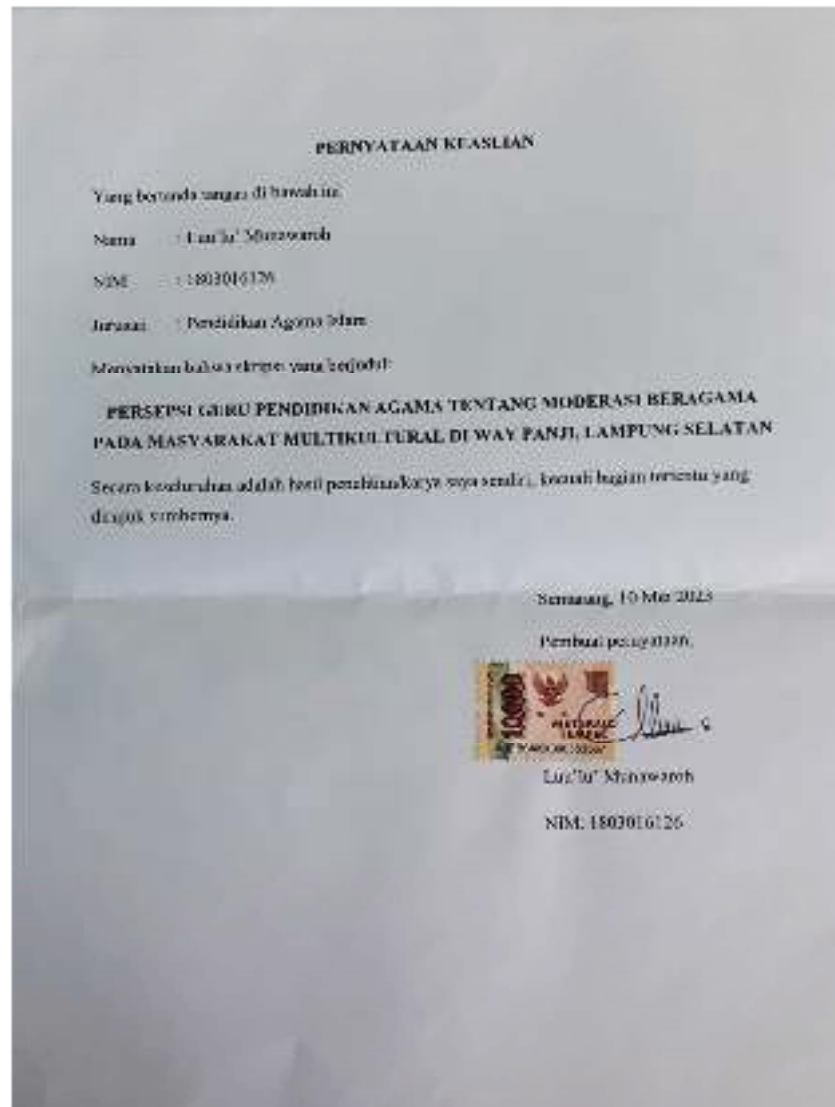 PERNYATAAN KEASLIAN
Yang bertanda tangan di bawah ini
Nama : Luu'lu' Munawaroh
NIM : 1803016126
Jurusan : Pendidikan Agama Islam
Menyatakan bahwa skripsi yang berjudul:
PERSEPSI GURU PENDIDIKAN AGAMA TENTANG MODERASI BERAGAMA
PADA MASYARAKAT MULTIKULTURAL DI WAY PANJI, LAMPUNG SELATAN
Secara keseluruhan adalah hasil penelitian/karya saya sendiri, kecuali bagian tertentu yang
dirujuk sumbernya.
Semarang, 10 Mei 2023
Pembuat pernyataan,
10000
METERAI
TEMPEL
Luu'lu' Munawaroh
NIM. 1803016126